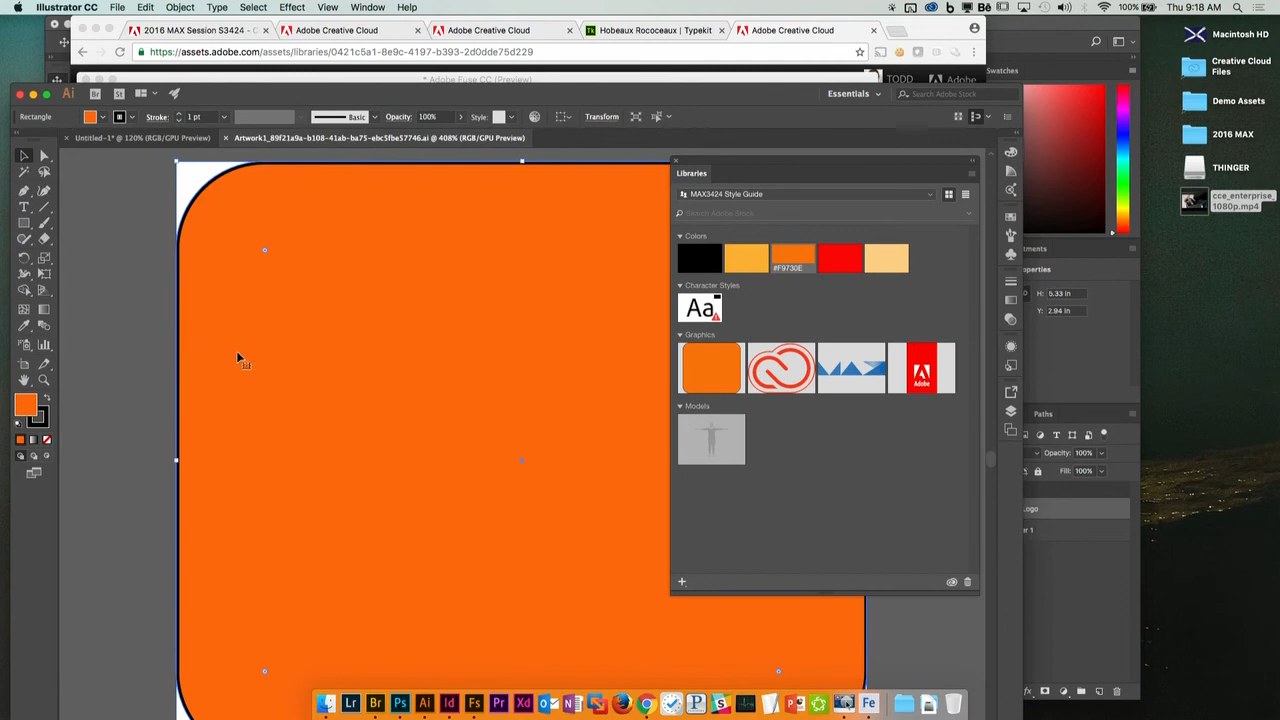 Illustrator CC File Edit Object Type Select Effect View Window Help 100% Thu 9:18 AM
2016 MAX Session S3424 - C Adobe Creative Cloud Adobe Creative Cloud Hobeaux Rococeaux | Typekit Adobe Creative Cloud
https://assets.adobe.com/assets/libraries/0421c5a1-8e9c-4197-b393-2d0dde75d229
* Adobe Fuse CC (Preview) TODD Adobe
Ai Br St Essentials Search Adobe Stock
Rectangle Stroke: 1 pt Basic Opacity: 100% Style: Transform
Untitled-1* @ 120% (RGB/GPU Preview) Artwork1_89f21a9a-b108-41ab-ba75-ebc5fbe57746.ai @ 408% (RGB/GPU Preview)
Libraries
MAX3424 Style Guide
Search Adobe Stock
Colors
#F9730E
Character Styles
Aa
Graphics
Adobe
Models
Swatches
operties
H: 5.33 in
Y: 2.94 in
Paths
Opacity: 100%
Fill: 100%
Macintosh HD
Creative Cloud
Files
Demo Assets
2016 MAX
THINGER
cce_enterprise_
1080p.mp4
Lr Br Ps Ai Id Fs Pr Xd Fe